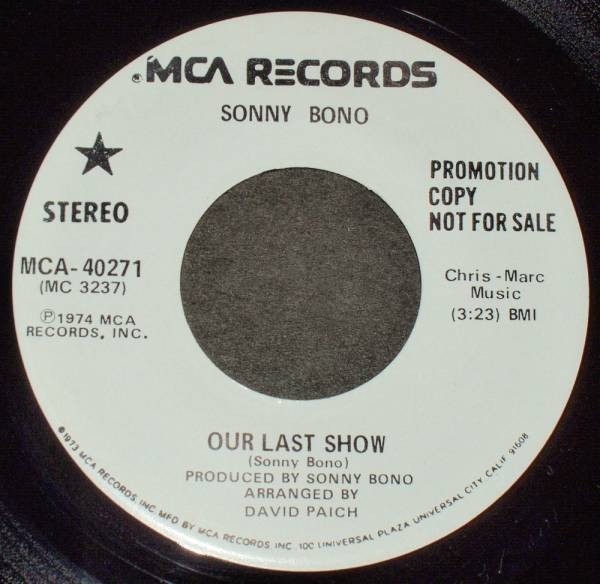 MCA RECORDS
SONNY BONO
STEREO
MCA-40271
(MC 3237)
Ⓟ1974 MCA
RECORDS, INC.
PROMOTION
COPY
NOT FOR SALE
Chris-Marc
Music
(3:23) BMI
OUR LAST SHOW
(Sonny Bono)
PRODUCED BY SONNY BONO
ARRANGED BY
DAVID PAICH
©1973 MCA RECORDS INC. MFD BY MCA RECORDS, INC. 100 UNIVERSAL PLAZA UNIVERSAL CITY, CALIF. 91608